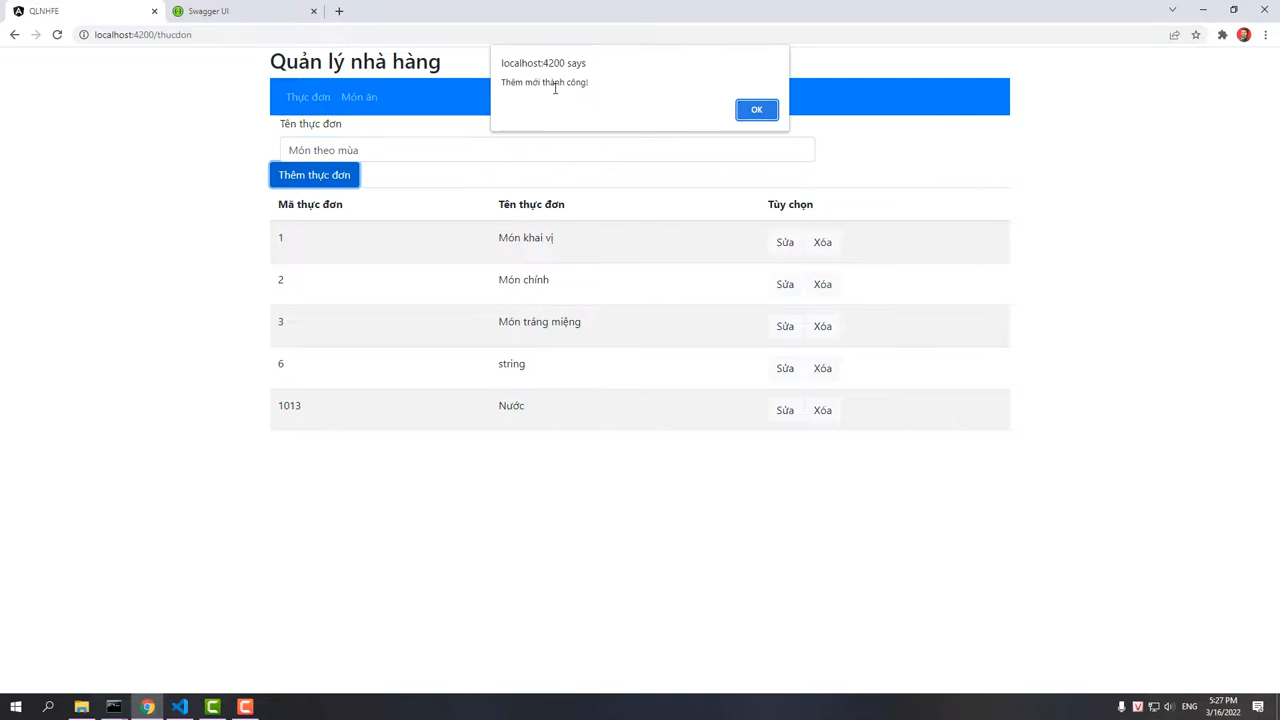 QLNHFE
Swagger UI
localhost:4200/thucdon
Quản lý nhà hàng
localhost:4200 says
Thêm mới thành công!
OK
Thực đơn Món ăn
Tên thực đơn
Món theo mùa
Thêm thực đơn
Mã thực đơn Tên thực đơn Tùy chọn
1 Món khai vị Sửa Xóa
2 Món chính Sửa Xóa
3 Món tráng miệng Sửa Xóa
6 string Sửa Xóa
1013 Nước Sửa Xóa
V ENG 5:27 PM
3/16/2022